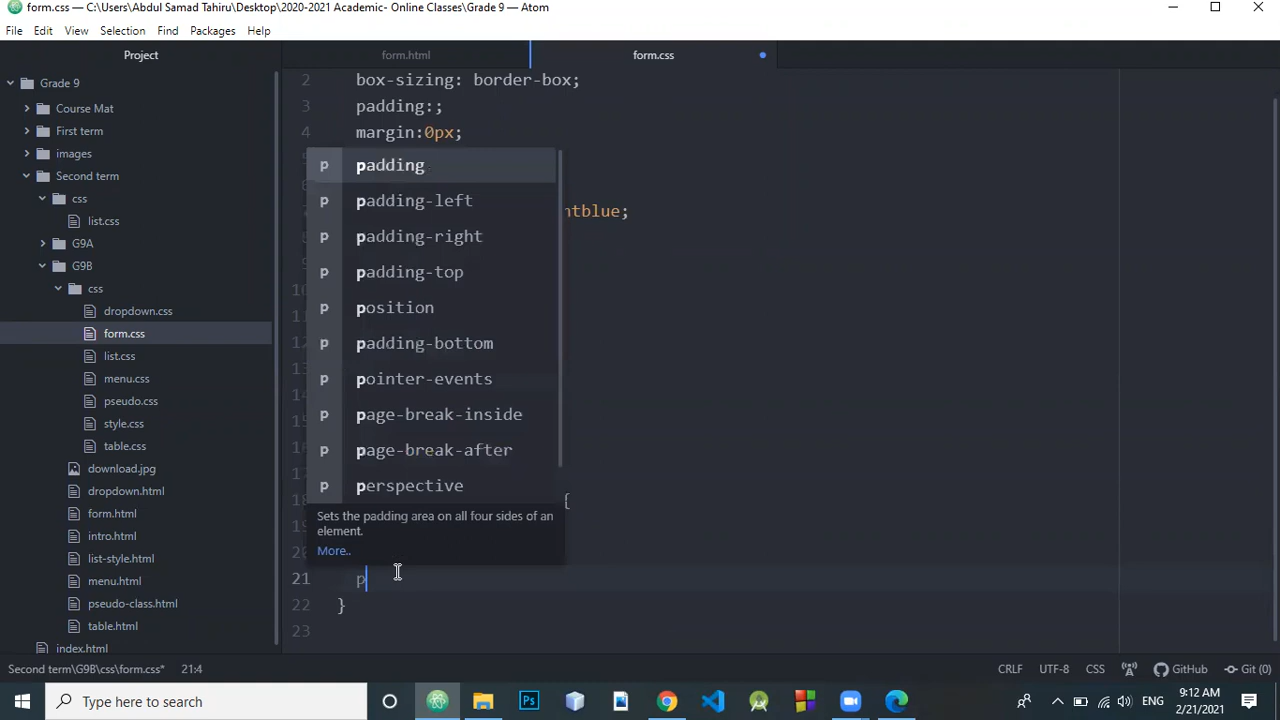 form.css — C:\Users\Abdul Samad Tahiru\Desktop\2020-2021 Academic- Online Classes\Grade 9 — Atom
File Edit View Selection Find Packages Help
Project
form.html
form.css
Grade 9
Course Mat
First term
images
Second term
css
list.css
G9A
G9B
css
dropdown.css
form.css
list.css
menu.css
pseudo.css
style.css
table.css
download.jpg
dropdown.html
form.html
intro.html
list-style.html
menu.html
pseudo-class.html
table.html
index.html
2 box-sizing: border-box;
3 padding:;
4 margin:0px;
p padding
p padding-left
ntblue;
p padding-right
p padding-top
p position
p padding-bottom
p pointer-events
p page-break-inside
p page-break-after
p perspective
{
Sets the padding area on all four sides of an
element.
More..
21 p
22 }
23
Second term\G9B\css\form.css* 21:4
CRLF UTF-8 CSS GitHub Git (0)
Type here to search
Ps
ENG
9:12 AM
2/21/2021